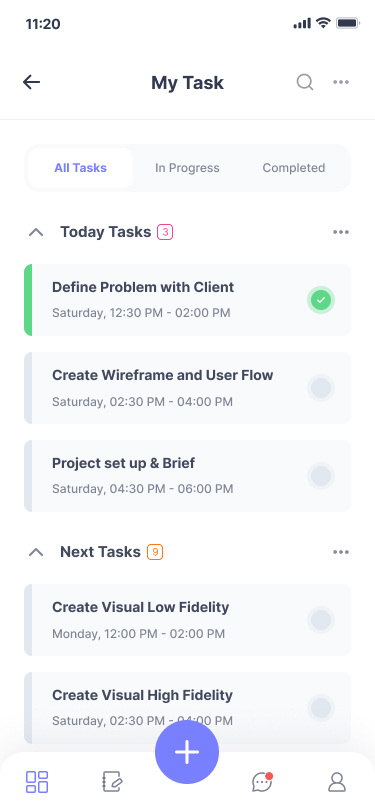 11:20
My Task
All Tasks In Progress Completed
Today Tasks 3
Define Problem with Client
Saturday, 12:30 PM - 02:00 PM
Create Wireframe and User Flow
Saturday, 02:30 PM - 04:00 PM
Project set up & Brief
Saturday, 04:30 PM - 06:00 PM
Next Tasks 9
Create Visual Low Fidelity
Monday, 12:00 PM - 02:00 PM
Create Visual High Fidelity
Saturday, 02:30 PM - 04:00 PM